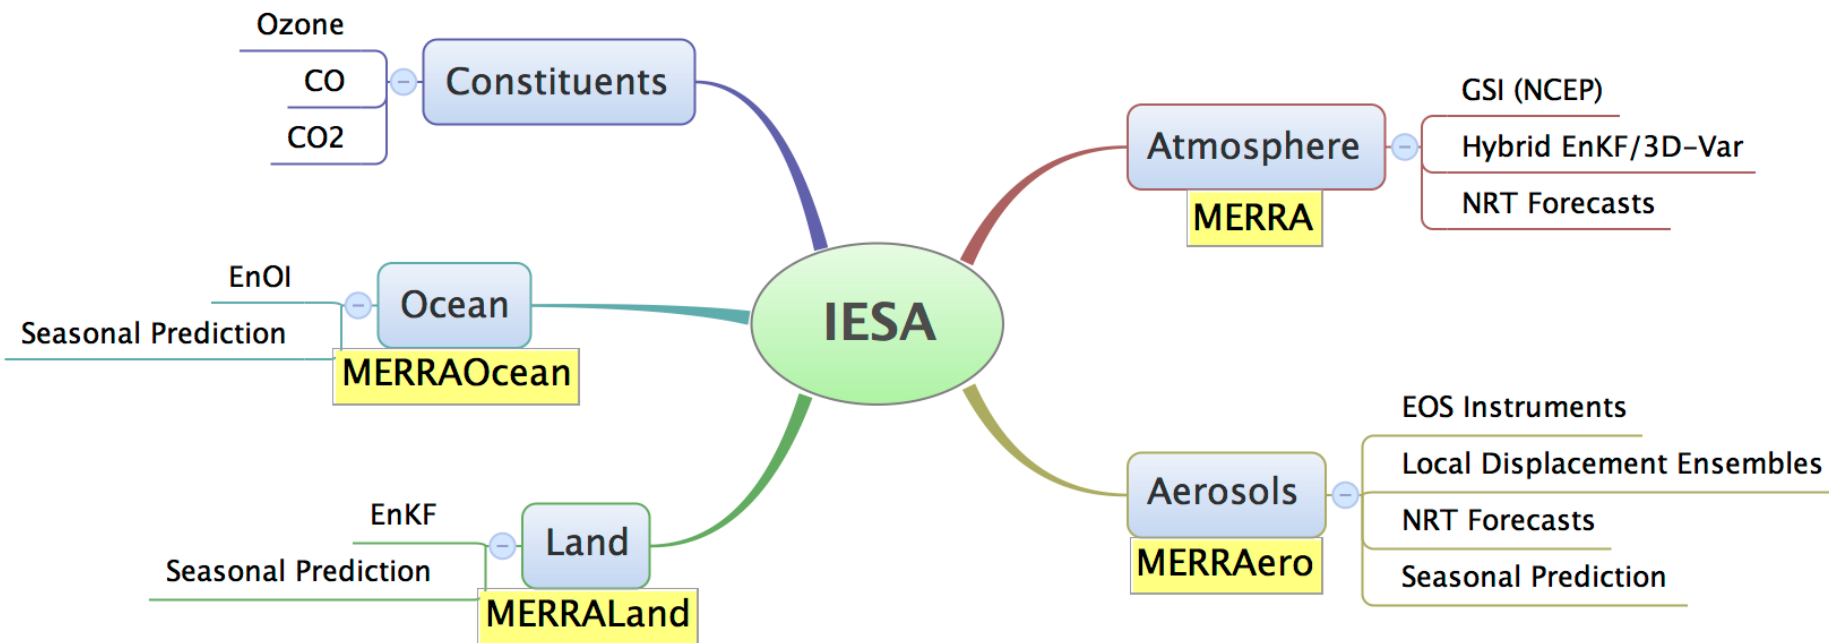 Ozone
CO
CO2
Constituents
EnOI
Seasonal Prediction
Ocean
MERRAOcean
EnKF
Seasonal Prediction
Land
MERRALand
IESA
Atmosphere
MERRA
GSI (NCEP)
Hybrid EnKF/3D-Var
NRT Forecasts
Aerosols
MERRAero
EOS Instruments
Local Displacement Ensembles
NRT Forecasts
Seasonal Prediction